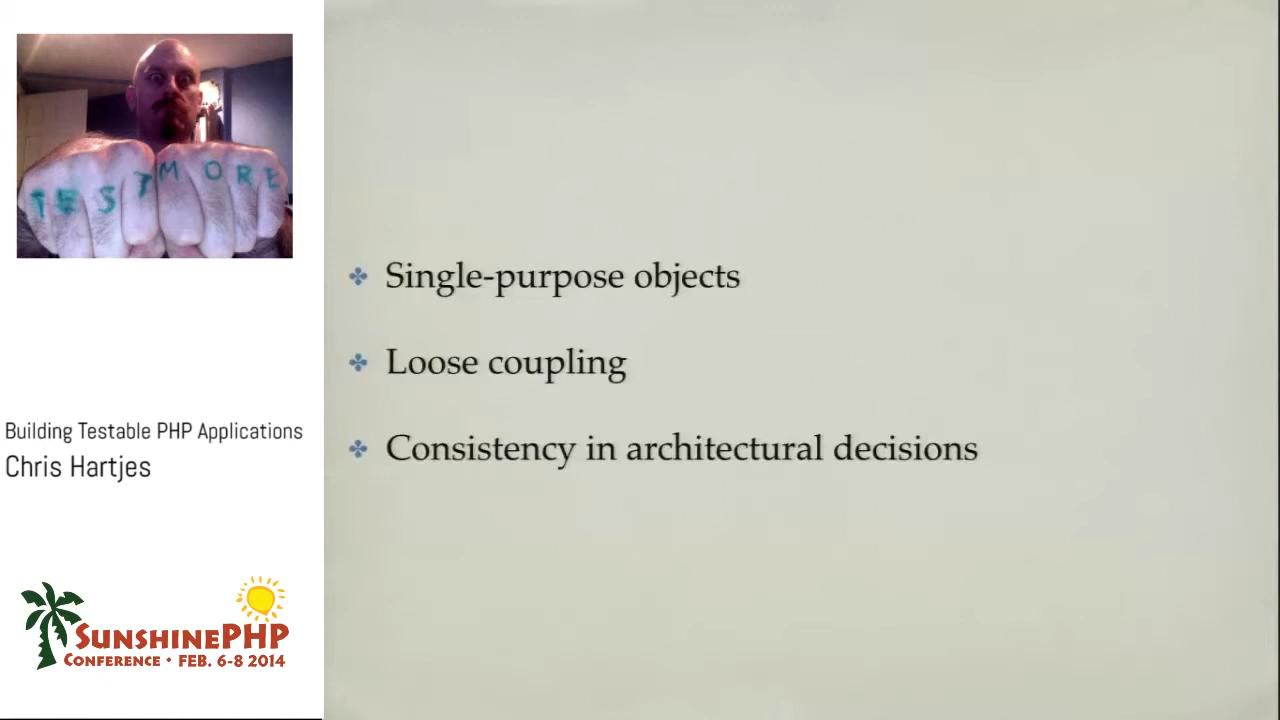 TEST MORE
Single-purpose objects
Loose coupling
Consistency in architectural decisions
Building Testable PHP Applications
Chris Hartjes
SUNSHINEPHP
CONFERENCE • FEB. 6-8 2014